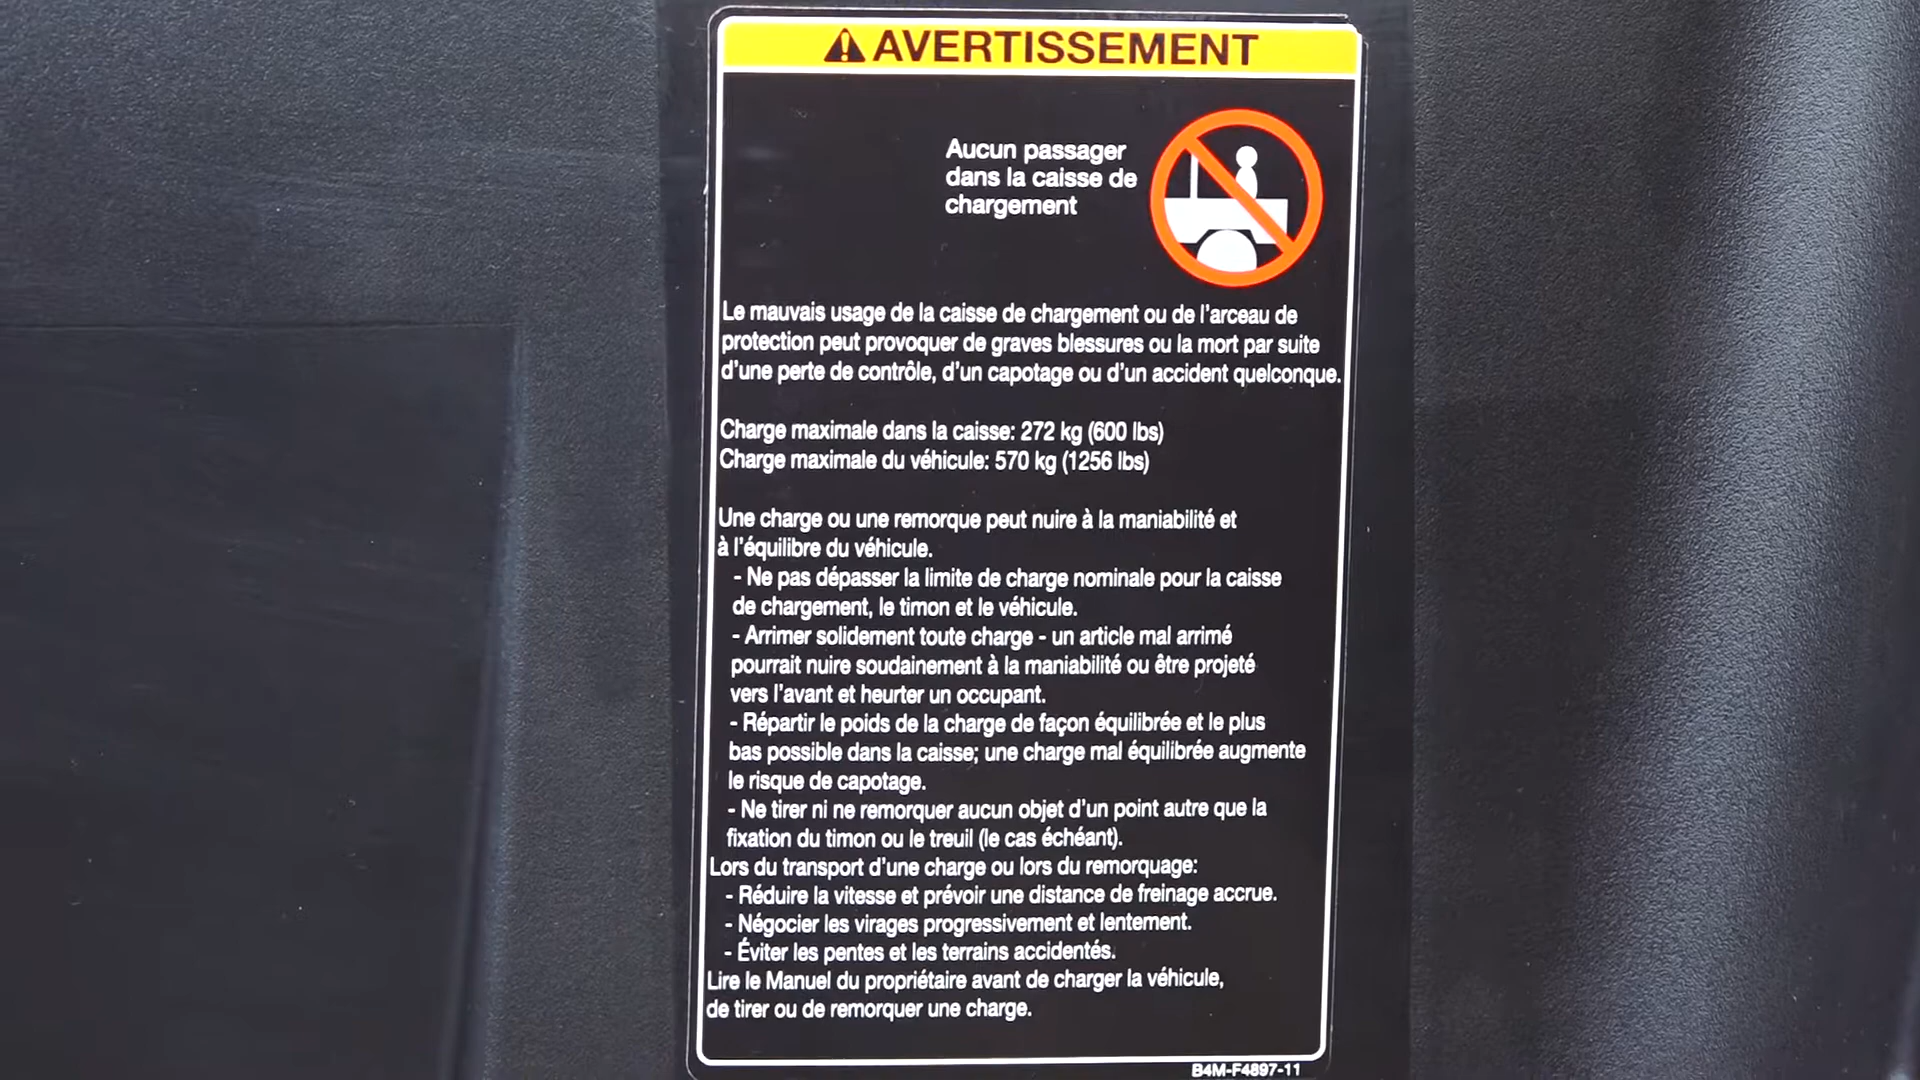 AVERTISSEMENT
Aucun passager
dans la caisse de
chargement
Le mauvais usage de la caisse de chargement ou de l'arceau de
protection peut provoquer de graves blessures ou la mort par suite
d'une perte de contrôle, d'un capotage ou d'un accident quelconque.
Charge maximale dans la caisse: 272 kg (600 lbs)
Charge maximale du véhicule: 570 kg (1256 lbs)
Une charge ou une remorque peut nuire à la maniabilité et
à l'équilibre du véhicule.
- Ne pas dépasser la limite de charge nominale pour la caisse
de chargement, le timon et le véhicule.
- Arrimer solidement toute charge - un article mal arrimé
pourrait nuire soudainement à la maniabilité ou être projeté
vers l'avant et heurter un occupant.
- Répartir le poids de la charge de façon équilibrée et le plus
bas possible dans la caisse; une charge mal équilibrée augmente
le risque de capotage.
- Ne tirer ni ne remorquer aucun objet d'un point autre que la
fixation du timon ou le treuil (le cas échéant).
Lors du transport d'une charge ou lors du remorquage:
- Réduire la vitesse et prévoir une distance de freinage accrue.
- Négocier les virages progressivement et lentement.
- Éviter les pentes et les terrains accidentés.
Lire le Manuel du propriétaire avant de charger la véhicule,
de tirer ou de remorquer une charge.
B4M-F4897-11